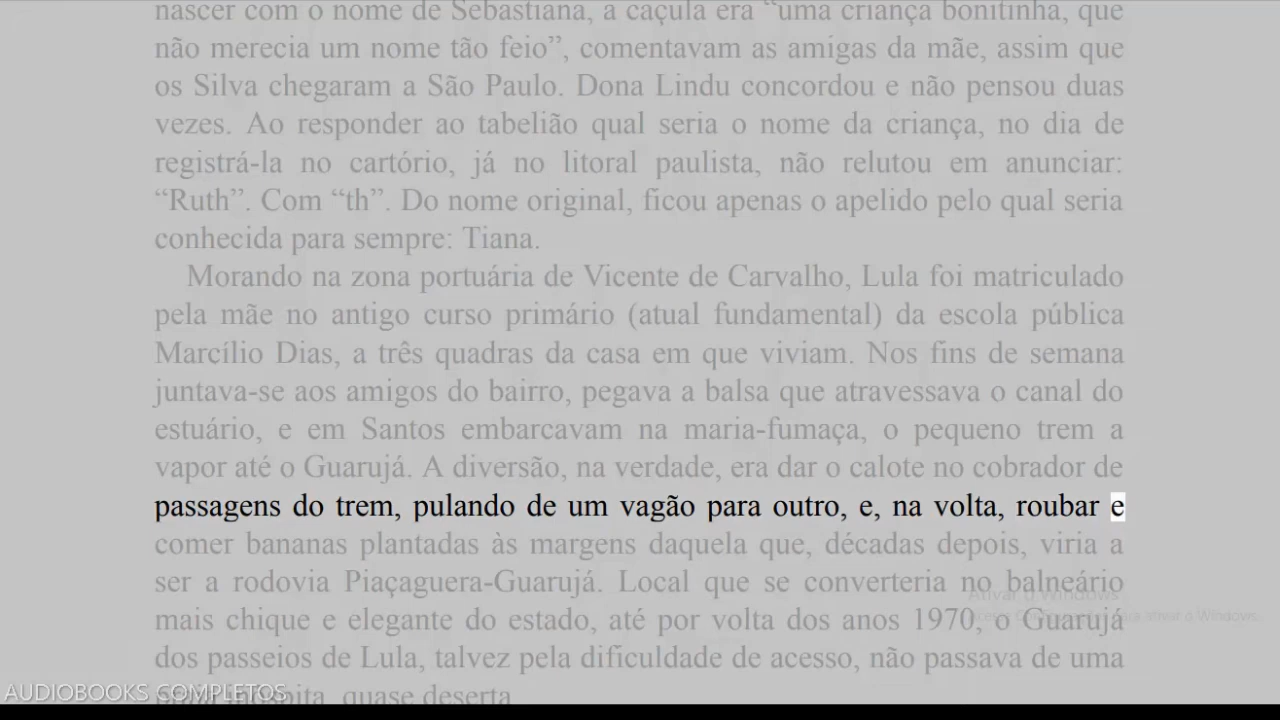 nascer com o nome de Sebastiana, a caçula era “uma criança bonitinha, que
não merecia um nome tão feio”, comentavam as amigas da mãe, assim que
os Silva chegaram a São Paulo. Dona Lindu concordou e não pensou duas
vezes. Ao responder ao tabelião qual seria o nome da criança, no dia de
registrá-la no cartório, já no litoral paulista, não relutou em anunciar:
“Ruth”. Com “th”. Do nome original, ficou apenas o apelido pelo qual seria
conhecida para sempre: Tiana.
Morando na zona portuária de Vicente de Carvalho, Lula foi matriculado
pela mãe no antigo curso primário (atual fundamental) da escola pública
Marcílio Dias, a três quadras da casa em que viviam. Nos fins de semana
juntava-se aos amigos do bairro, pegava a balsa que atravessava o canal do
estuário, e em Santos embarcavam na maria-fumaça, o pequeno trem a
vapor até o Guarujá. A diversão, na verdade, era dar o calote no cobrador de
passagens do trem, pulando de um vagão para outro, e, na volta, roubar e
comer bananas plantadas às margens daquela que, décadas depois, viria a
ser a rodovia Piaçaguera-Guarujá. Local que se converteria no balneário
Ativar o Windows
mais chique e elegante do estado, até por volta dos anos 1970, o Guarujá
ativar o Windows.
dos passeios de Lula, talvez pela dificuldade de acesso, não passava de uma
inóspita, quase deserta
AUDIOBOOKS COMPLETOS